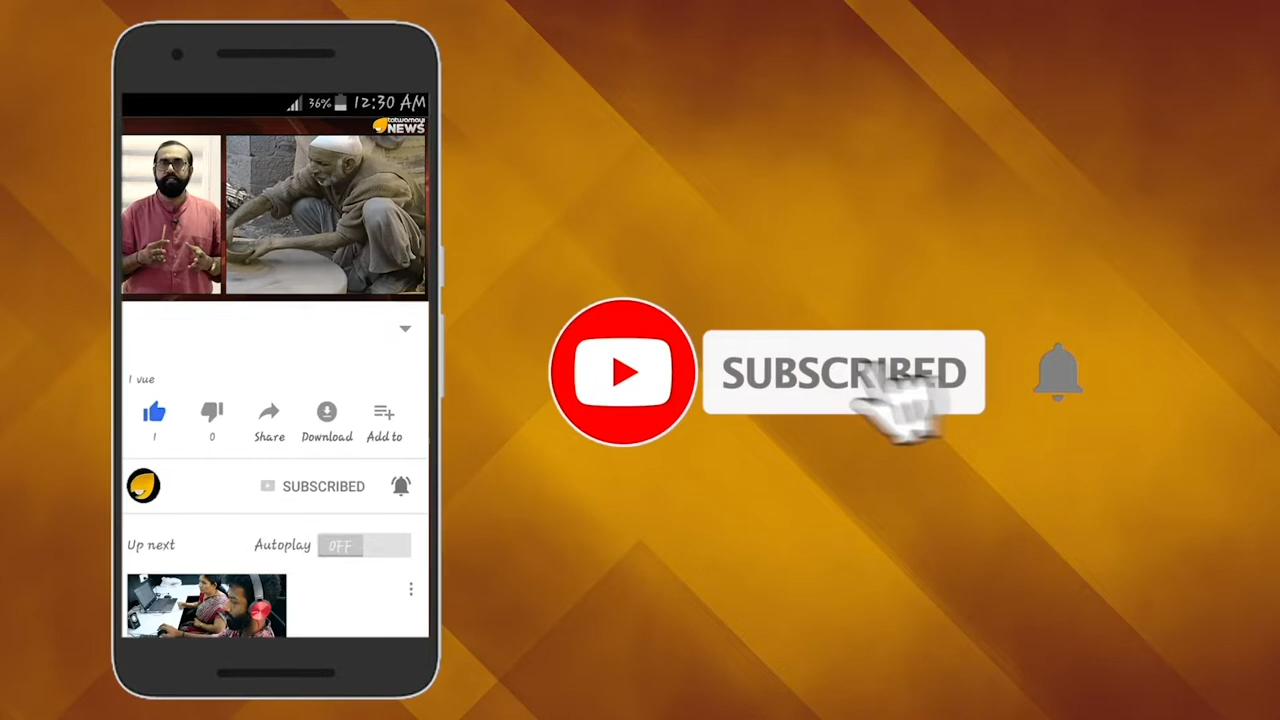 36% 12:30 AM
tatwamayi
NEWS
1 vue
1
0
Share
Download
Add to
SUBSCRIBED
Up next
Autoplay
OFF
SUBSCRIBED